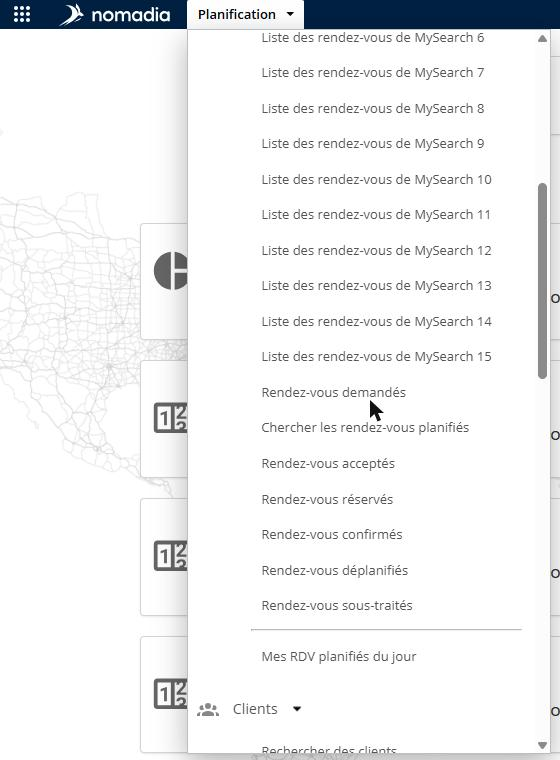 nomadia
Planification
Liste des rendez-vous de MySearch 6
Liste des rendez-vous de MySearch 7
Liste des rendez-vous de MySearch 8
Liste des rendez-vous de MySearch 9
Liste des rendez-vous de MySearch 10
Liste des rendez-vous de MySearch 11
Liste des rendez-vous de MySearch 12
Liste des rendez-vous de MySearch 13
Liste des rendez-vous de MySearch 14
Liste des rendez-vous de MySearch 15
Rendez-vous demandés
Chercher les rendez-vous planifiés
Rendez-vous acceptés
Rendez-vous réservés
Rendez-vous confirmés
Rendez-vous déplanifiés
Rendez-vous sous-traités
Mes RDV planifiés du jour
Clients
Rechercher des clients